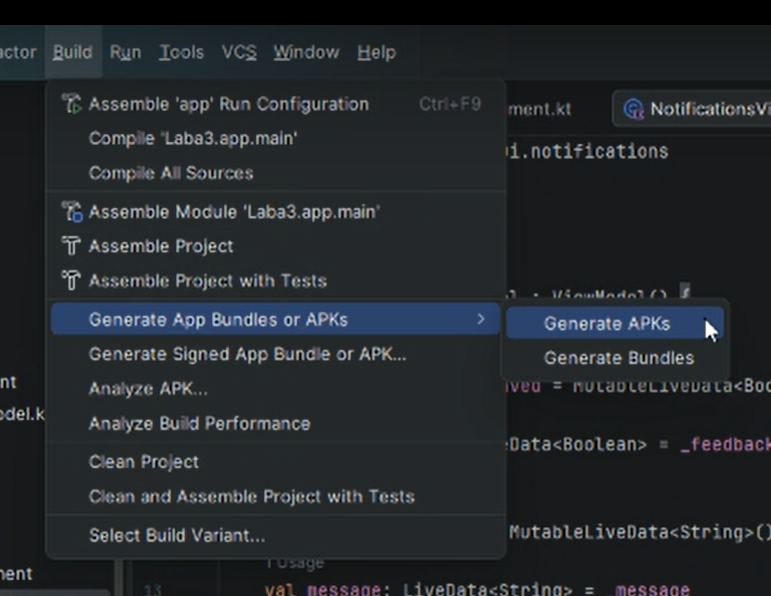 actor Build Run Tools VCS Window Help
Assemble 'app' Run Configuration Ctrl+F9
Compile 'Laba3.app.main'
Compile All Sources
Assemble Module 'Laba3.app.main'
Assemble Project
Assemble Project with Tests
Generate App Bundles or APKs
Generate Signed App Bundle or APK...
Analyze APK...
Analyze Build Performance
Clean Project
Clean and Assemble Project with Tests
Select Build Variant...
Generate APKs
Generate Bundles
ment.kt NotificationsVi
ui.notifications
l : ViewModel() {
ived = MutableLiveData<Boo
eData<Boolean> = _feedback
MutableLiveData<String>()
1 Usage
13 val message: LiveData<String> = _message
nt
odel.k
ment